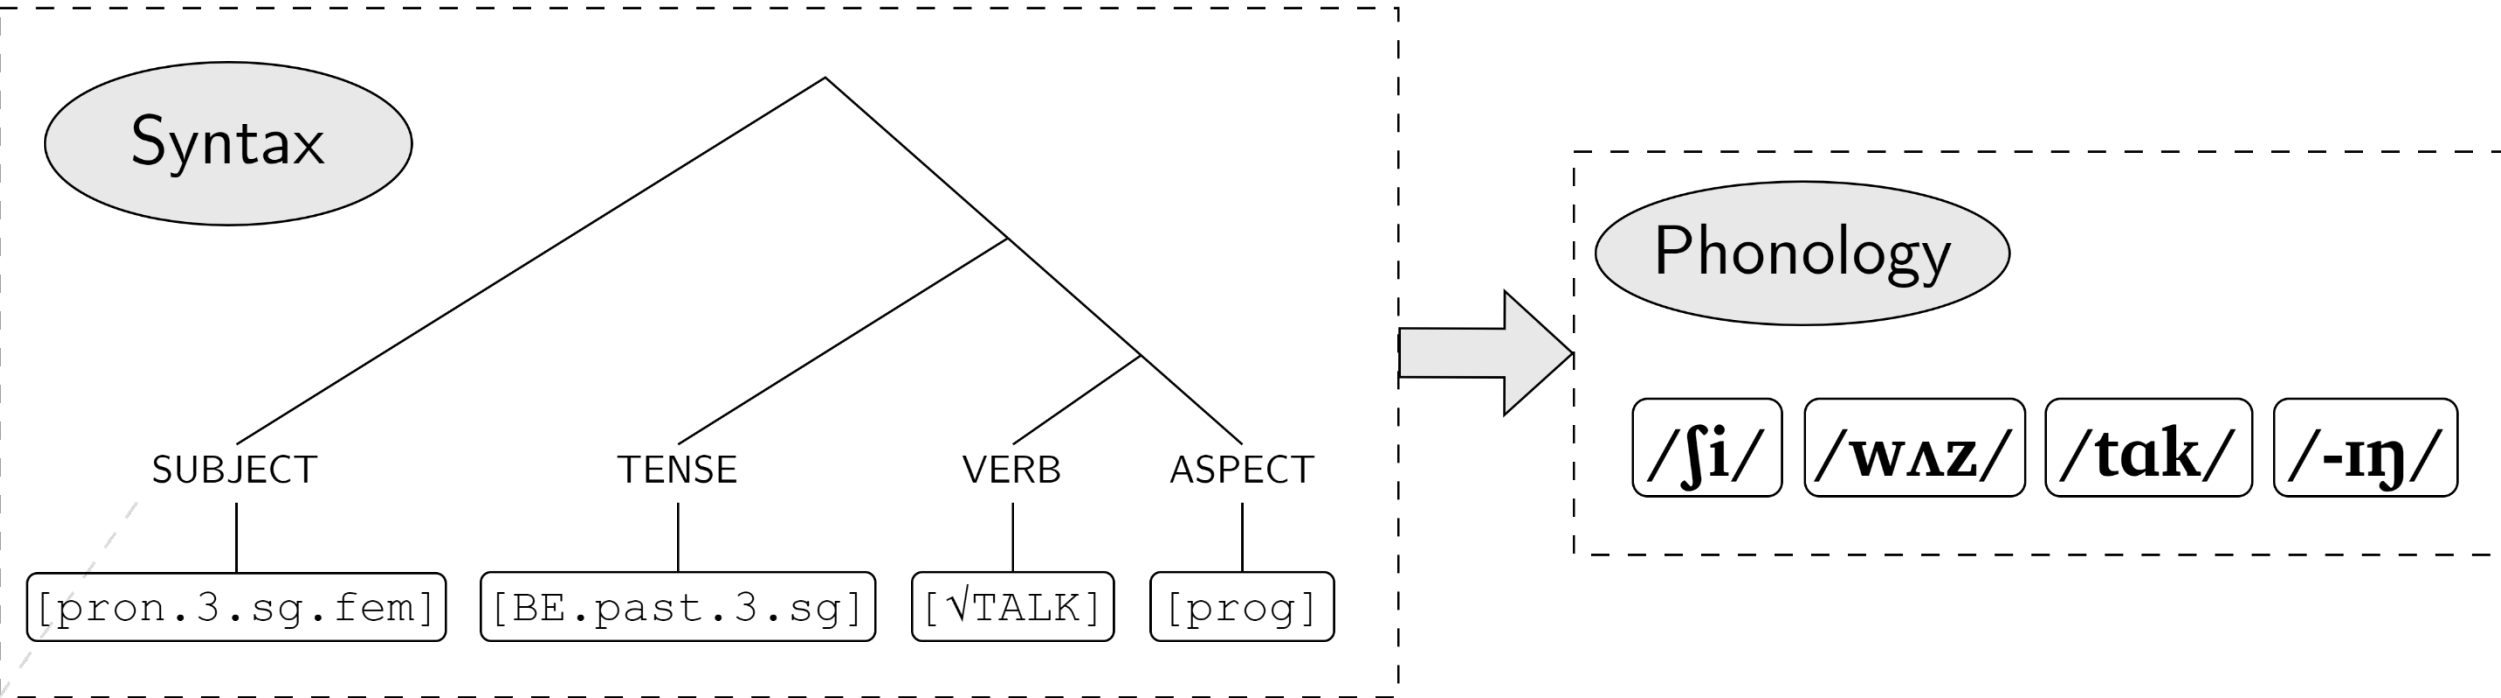 Syntax
SUBJECT TENSE VERB ASPECT
[pron.3.sg.fem] [BE.past.3.sg] [√TALK] [prog]
Phonology
/ʃi/ /wʌz/ /tɑk/ /-ɪŋ/